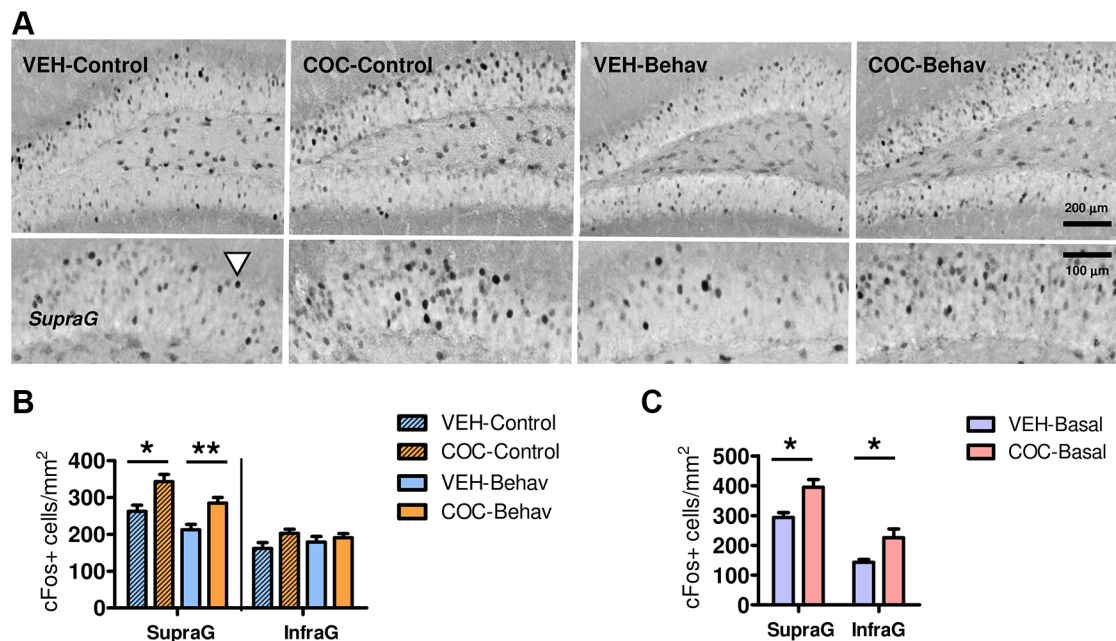 A
VEH-Control
COC-Control
VEH-Behav
COC-Behav
200 μm
100 μm
SupraG
B
cFos+ cells/mm²
400
300
200
100
0
*
**
SupraG
InfraG
VEH-Control
COC-Control
VEH-Behav
COC-Behav
C
cFos+ cells/mm²
500
400
300
200
100
0
*
*
SupraG
InfraG
VEH-Basal
COC-Basal